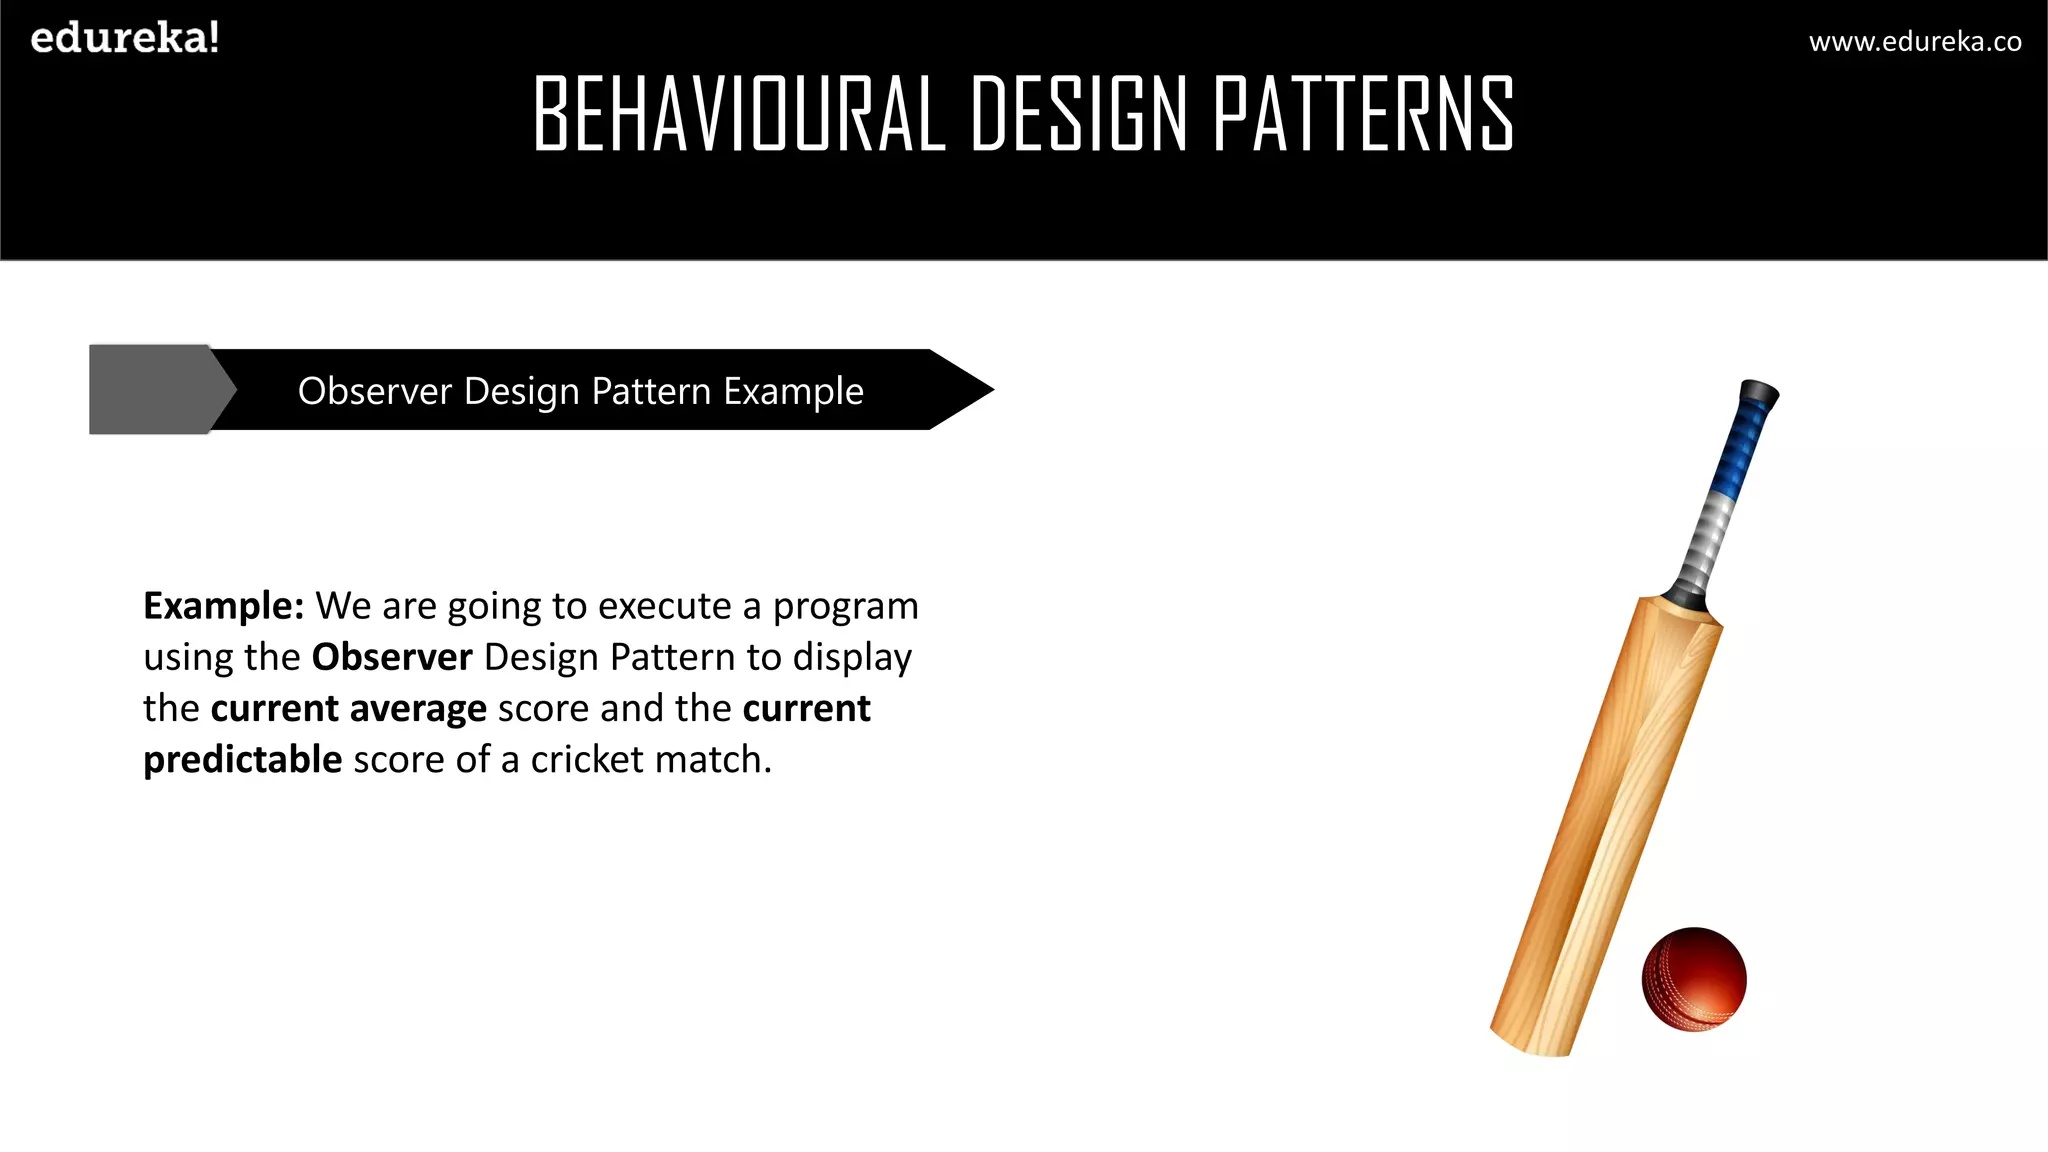 edureka!
www.edureka.co
BEHAVIOURAL DESIGN PATTERNS
Observer Design Pattern Example
Example: We are going to execute a program
using the Observer Design Pattern to display
the current average score and the current
predictable score of a cricket match.